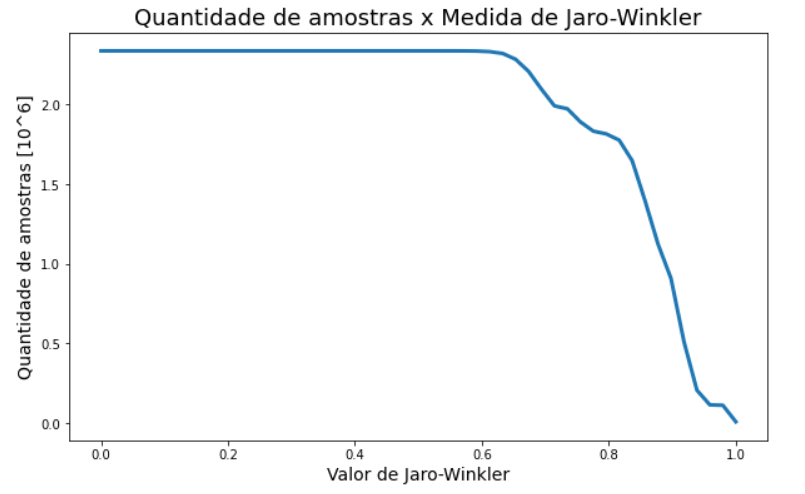 Quantidade de amostras x Medida de Jaro-Winkler
Quantidade de amostras [10^6]
2.0
1.5
1.0
0.5
0.0
0.0 0.2 0.4 0.6 0.8 1.0
Valor de Jaro-Winkler